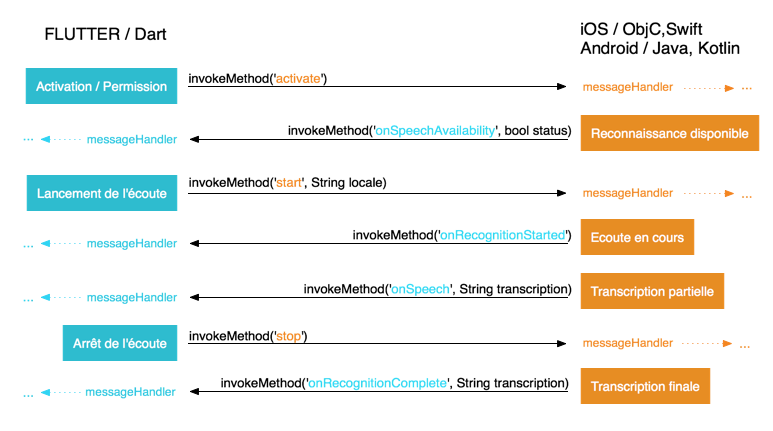 FLUTTER / Dart
iOS / ObjC,Swift
Android / Java, Kotlin
Activation / Permission
invokeMethod('activate')
messageHandler
...
...
messageHandler
invokeMethod('onSpeechAvailability', bool status)
Reconnaissance disponible
Lancement de l'écoute
invokeMethod('start', String locale)
messageHandler
...
...
messageHandler
invokeMethod('onRecognitionStarted')
Ecoute en cours
...
messageHandler
invokeMethod('onSpeech', String transcription)
Transcription partielle
Arrêt de l'écoute
invokeMethod('stop')
messageHandler
...
...
messageHandler
invokeMethod('onRecognitionComplete', String transcription)
Transcription finale